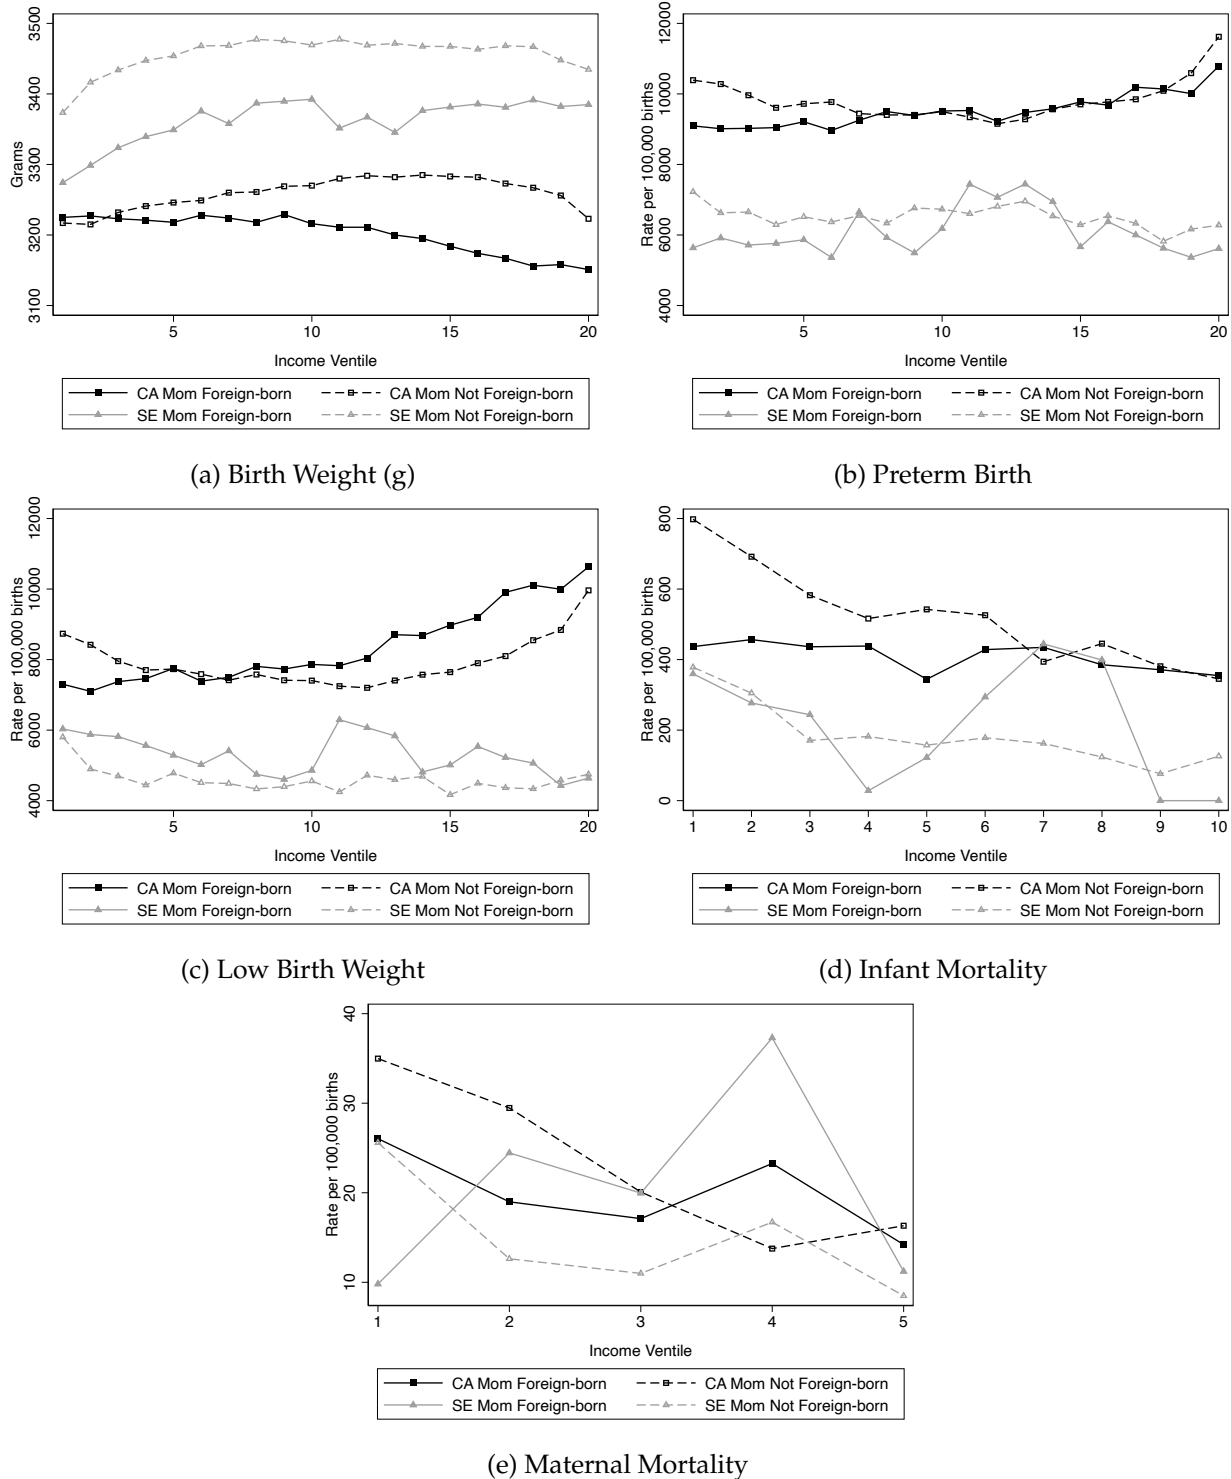 3500
3400
3300
3200
3100
Grams
5
10
15
20
Income Ventile
CA Mom Foreign-born
CA Mom Not Foreign-born
SE Mom Foreign-born
SE Mom Not Foreign-born
(a) Birth Weight (g)
12000
10000
8000
6000
4000
Rate per 100,000 births
5
10
15
20
Income Ventile
CA Mom Foreign-born
CA Mom Not Foreign-born
SE Mom Foreign-born
SE Mom Not Foreign-born
(b) Preterm Birth
12000
10000
8000
6000
4000
Rate per 100,000 births
5
10
15
20
Income Ventile
CA Mom Foreign-born
CA Mom Not Foreign-born
SE Mom Foreign-born
SE Mom Not Foreign-born
(c) Low Birth Weight
800
600
400
200
0
Rate per 100,000 births
1
2
3
4
5
6
7
8
9
10
Income Ventile
CA Mom Foreign-born
CA Mom Not Foreign-born
SE Mom Foreign-born
SE Mom Not Foreign-born
(d) Infant Mortality
40
30
20
10
Rate per 100,000 births
1
2
3
4
5
Income Ventile
CA Mom Foreign-born
CA Mom Not Foreign-born
SE Mom Foreign-born
SE Mom Not Foreign-born
(e) Maternal Mortality